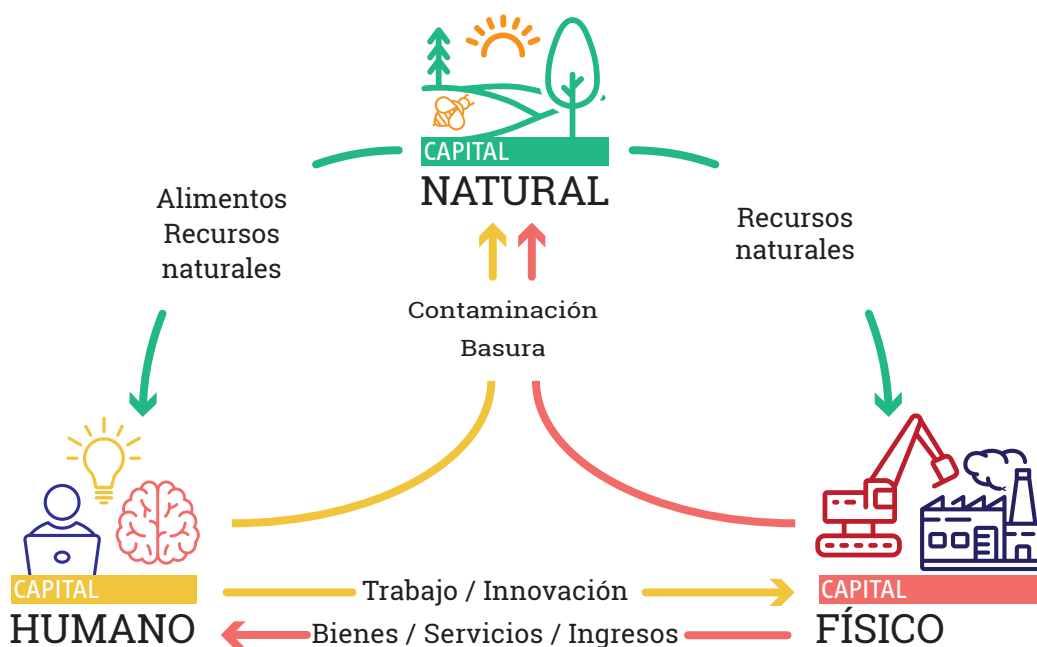 CAPITAL
NATURAL
Alimentos
Recursos
naturales
Recursos
naturales
Contaminación
Basura
CAPITAL
HUMANO
Trabajo / Innovación
Bienes / Servicios / Ingresos
CAPITAL
FÍSICO